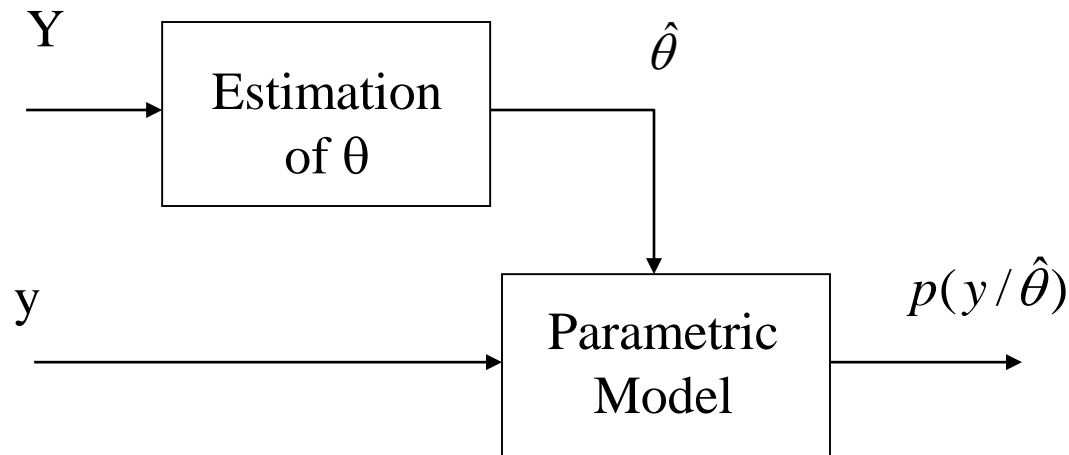 Y
Estimation
of θ
θ̂
y
Parametric
Model
p(y/θ̂)